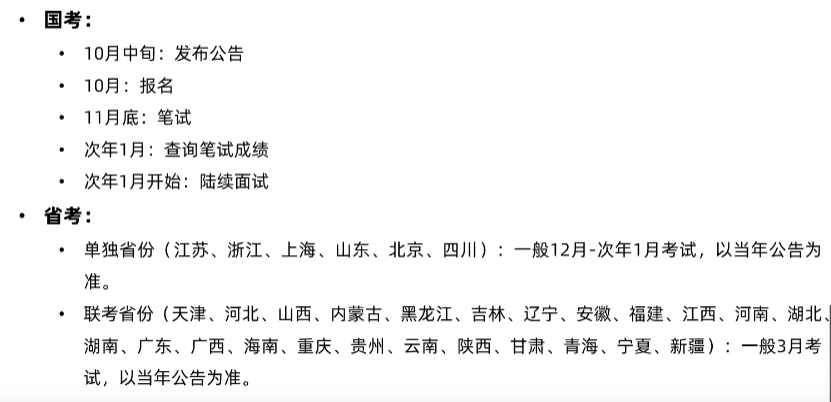 • 国考：
• 10月中旬：发布公告
• 10月：报名
• 11月底：笔试
• 次年1月：查询笔试成绩
• 次年1月开始：陆续面试
• 省考：
• 单独省份（江苏、浙江、上海、山东、北京、四川）：一般12月-次年1月考试，以当年公告为
准。
• 联考省份（天津、河北、山西、内蒙古、黑龙江、吉林、辽宁、安徽、福建、江西、河南、湖北、
湖南、广东、广西、海南、重庆、贵州、云南、陕西、甘肃、青海、宁夏、新疆）：一般3月考
试，以当年公告为准。